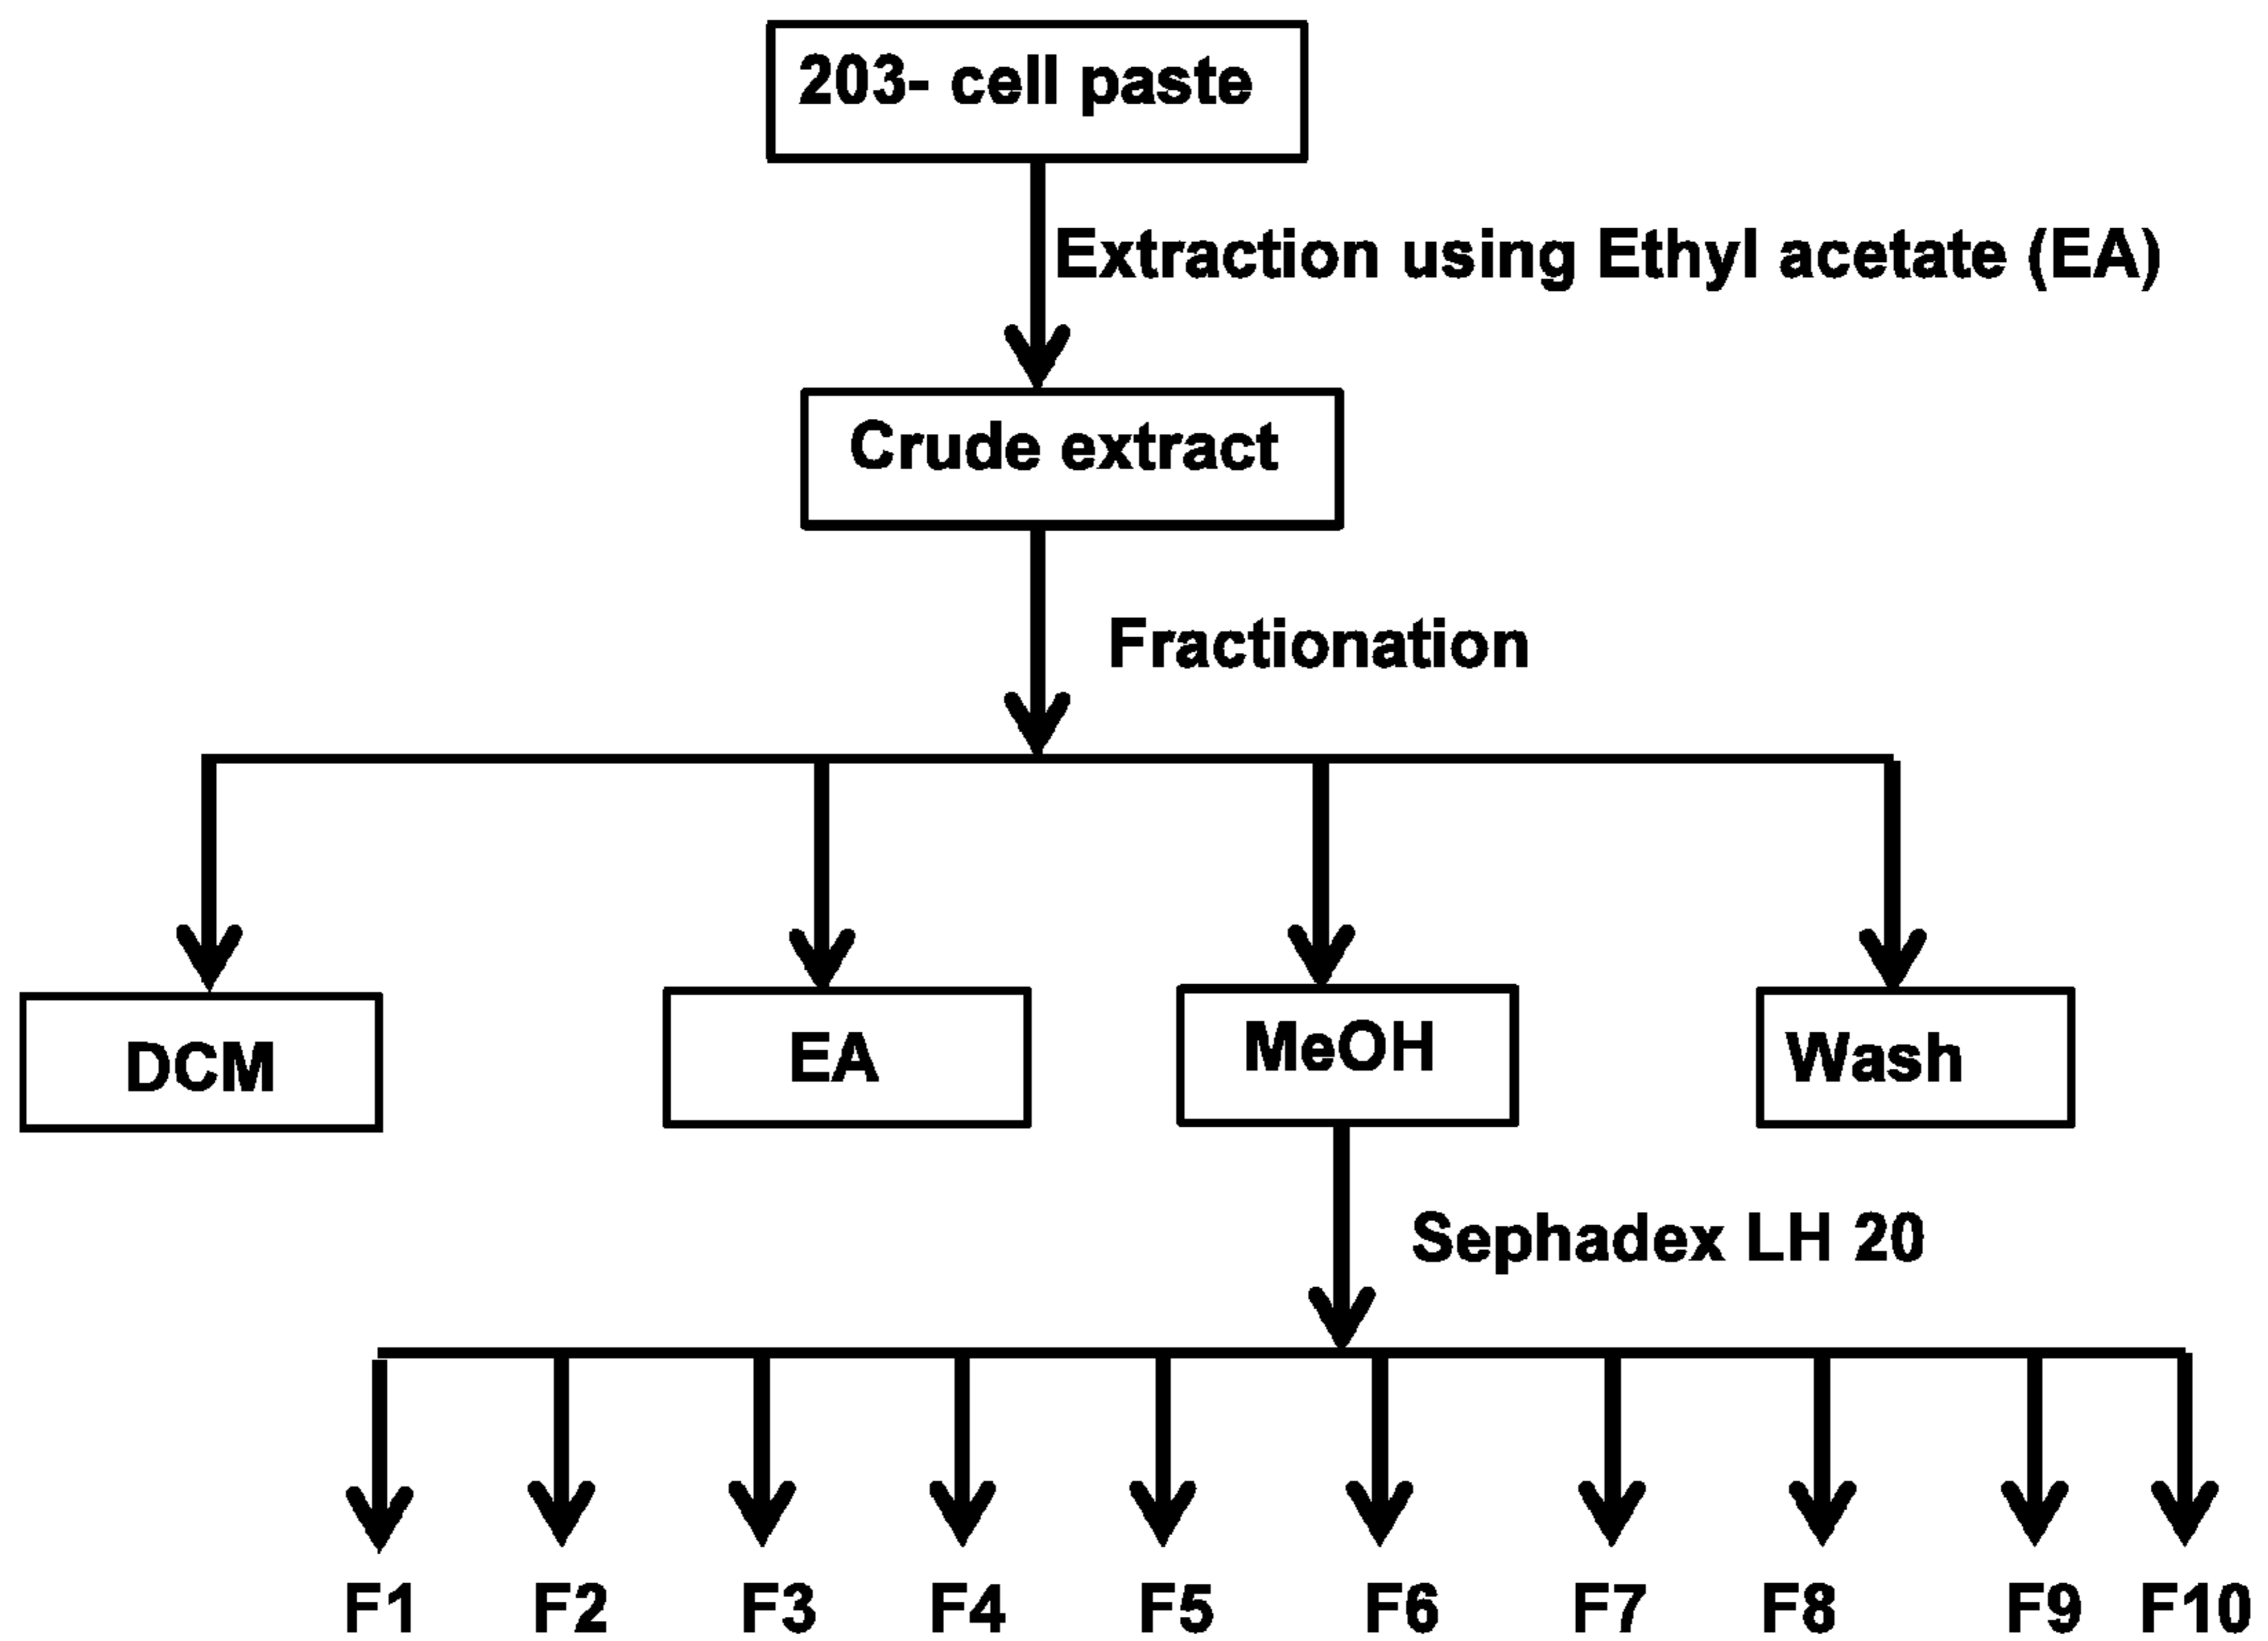 203- cell paste
Extraction using Ethyl acetate (EA)
Crude extract
Fractionation
DCM
EA
MeOH
Wash
Sephadex LH 20
F1
F2
F3
F4
F5
F6
F7
F8
F9
F10